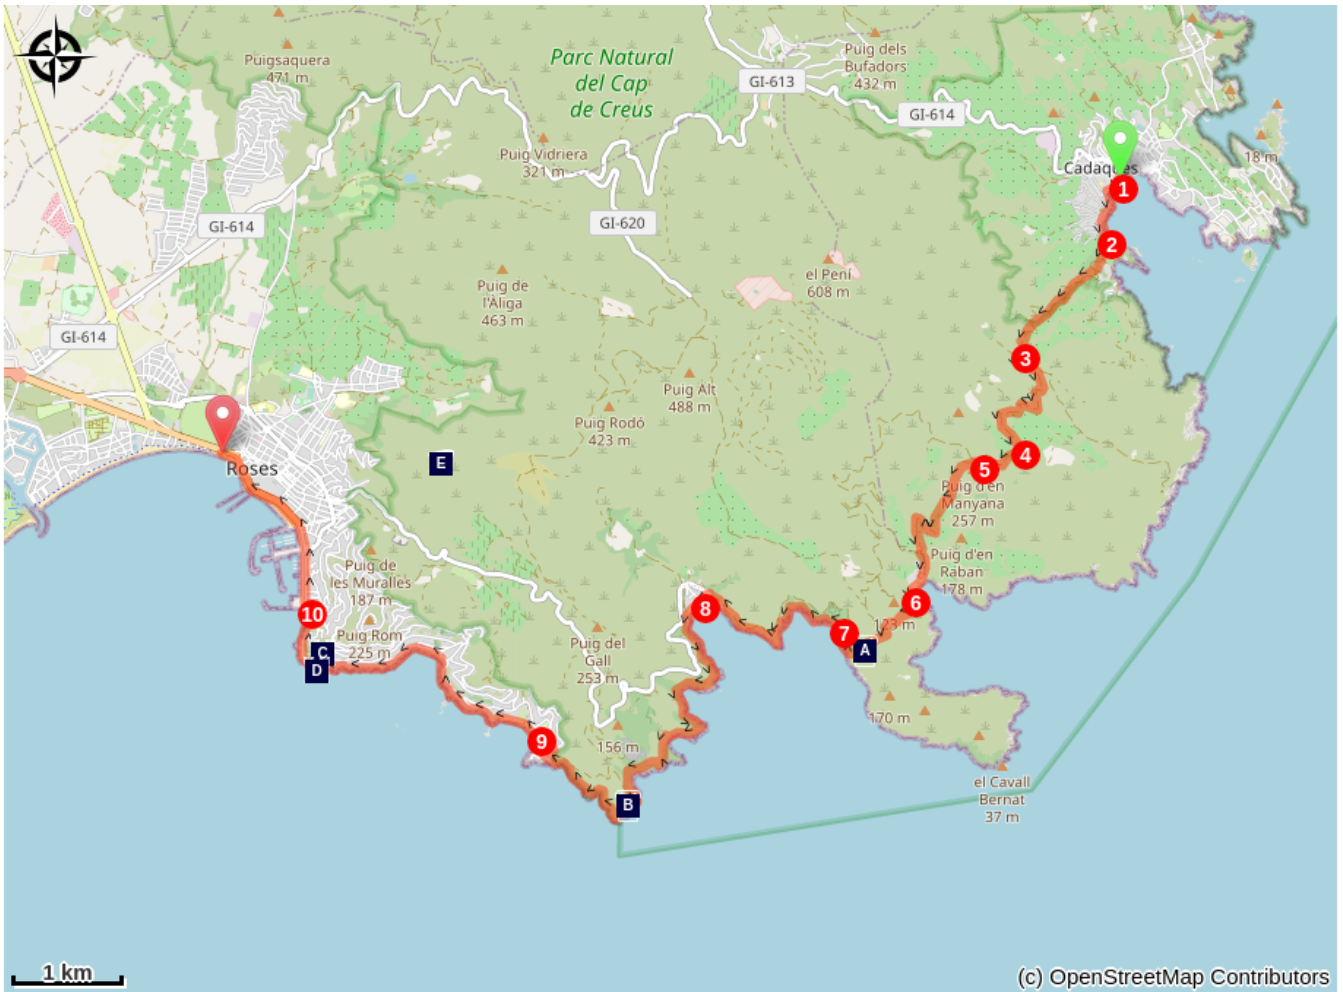 Puigsaquera
471 m
Parc Natural
del Cap
de Creus
Puig dels
Bufadors
432 m
GI-613
GI-614
Puig Vidriera
321 m
Cadaqués
18 m
1
GI-614
GI-620
2
Puig de
l'Àliga
463 m
el Pení
608 m
GI-614
3
Puig Alt
488 m
Puig Rodó
423 m
Roses
E
4
5
Puig d'en
Manyana
257 m
Puig d'en
Raban
178 m
Puig de
les Muralles
187 m
6
8
10
123 m
7
A
Puig Rom
225 m
C
D
Puig del
Gall
253 m
170 m
9
156 m
B
el Cavall
Bernat
37 m
1 km
(c) OpenStreetMap Contributors